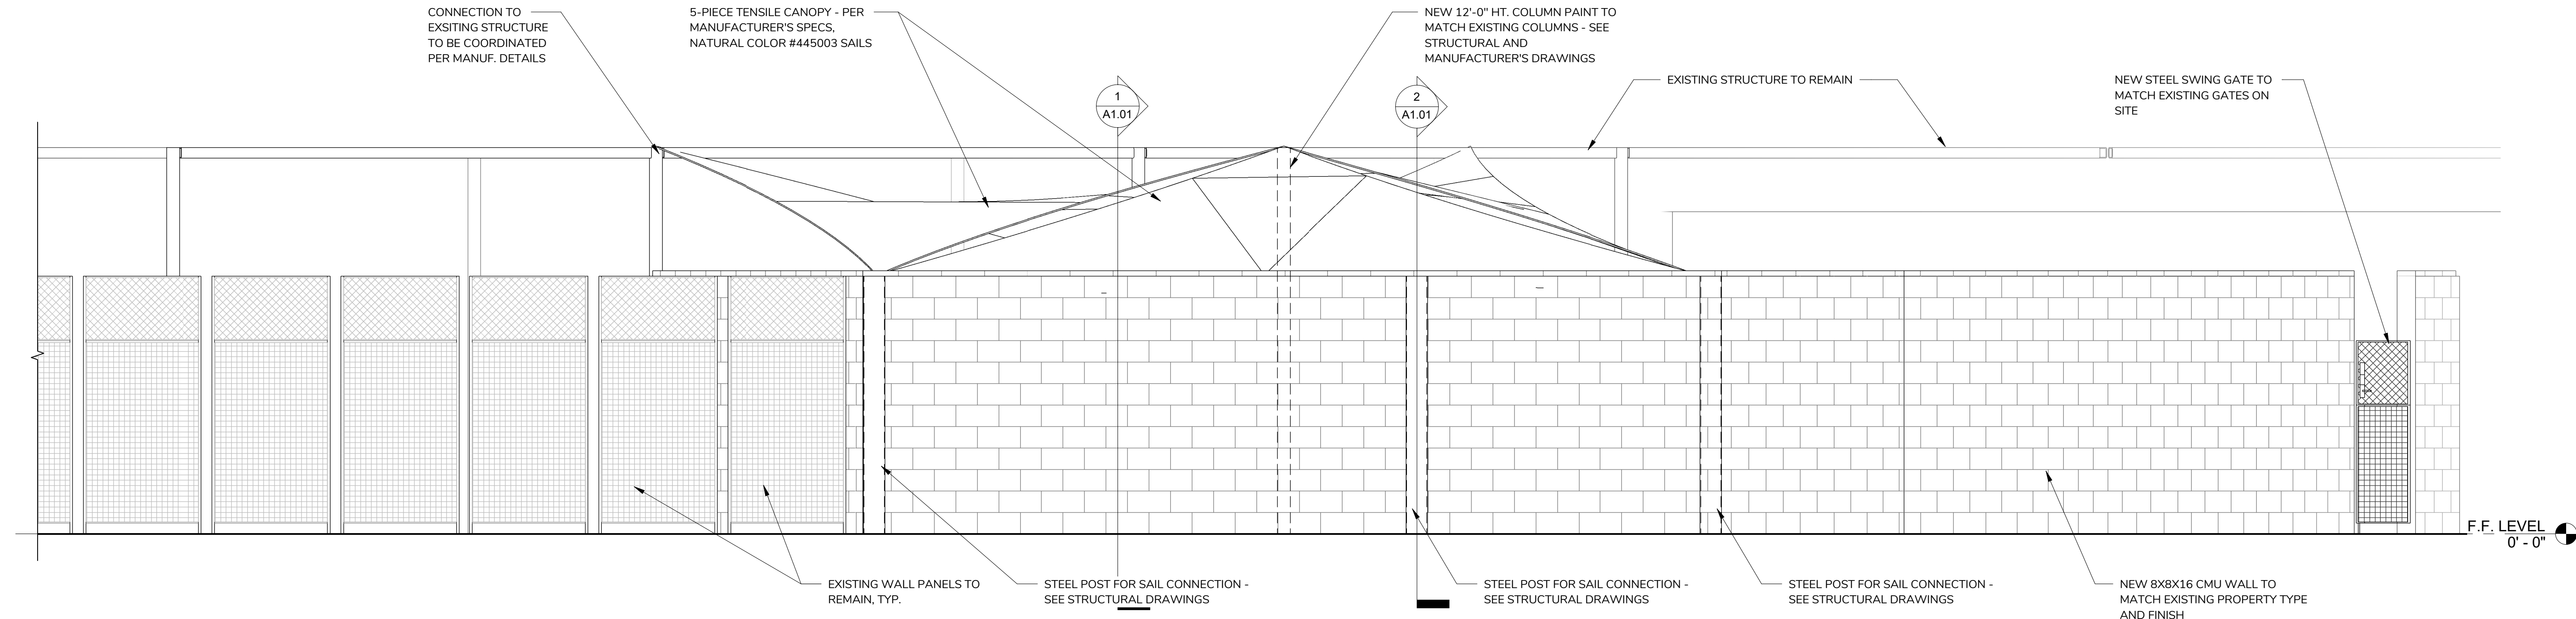 CONNECTION TO
EXSITING STRUCTURE
TO BE COORDINATED
PER MANUF. DETAILS
5-PIECE TENSILE CANOPY - PER
MANUFACTURER'S SPECS,
NATURAL COLOR #445003 SAILS
NEW 12'-0" HT. COLUMN PAINT TO
MATCH EXISTING COLUMNS - SEE
STRUCTURAL AND
MANUFACTURER'S DRAWINGS
EXISTING STRUCTURE TO REMAIN
NEW STEEL SWING GATE TO
MATCH EXISTING GATES ON
SITE
1
A1.01
2
A1.01
F.F. LEVEL
0' - 0"
EXISTING WALL PANELS TO
REMAIN, TYP.
STEEL POST FOR SAIL CONNECTION -
SEE STRUCTURAL DRAWINGS
STEEL POST FOR SAIL CONNECTION -
SEE STRUCTURAL DRAWINGS
STEEL POST FOR SAIL CONNECTION -
SEE STRUCTURAL DRAWINGS
NEW 8X8X16 CMU WALL TO
MATCH EXISTING PROPERTY TYPE
AND FINISH